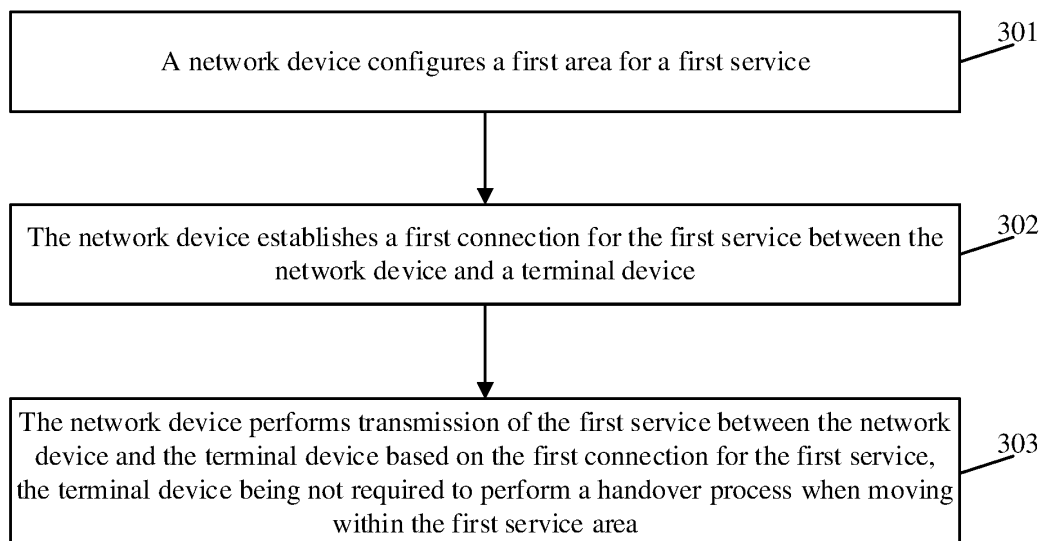 A network device configures a first area for a first service
301
The network device establishes a first connection for the first service between the
network device and a terminal device
302
The network device performs transmission of the first service between the network
device and the terminal device based on the first connection for the first service,
the terminal device being not required to perform a handover process when moving
within the first service area
303